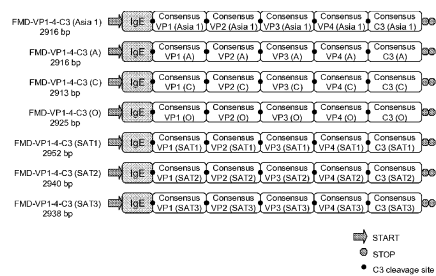 FMD-VP1-4-C3 (Asia 1)
2916 bp
IgE
Consensus VP1 (Asia 1)
Consensus VP2 (Asia 1)
Consensus VP3 (Asia 1)
Consensus VP4 (Asia 1)
Consensus C3 (Asia 1)
FMD-VP1-4-C3 (A)
2916 bp
IgE
Consensus VP1 (A)
Consensus VP2 (A)
Consensus VP3 (A)
Consensus VP4 (A)
Consensus C3 (A)
FMD-VP1-4-C3 (C)
2913 bp
IgE
Consensus VP1 (C)
Consensus VP2 (C)
Consensus VP3 (C)
Consensus VP4 (C)
Consensus C3 (C)
FMD-VP1-4-C3 (O)
2925 bp
IgE
Consensus VP1 (O)
Consensus VP2 (O)
Consensus VP3 (O)
Consensus VP4 (O)
Consensus C3 (O)
FMD-VP1-4-C3 (SAT1)
2952 bp
IgE
Consensus VP1 (SAT1)
Consensus VP2 (SAT1)
Consensus VP3 (SAT1)
Consensus VP4 (SAT1)
Consensus C3 (SAT1)
FMD-VP1-4-C3 (SAT2)
2940 bp
IgE
Consensus VP1 (SAT2)
Consensus VP2 (SAT2)
Consensus VP3 (SAT2)
Consensus VP4 (SAT2)
Consensus C3 (SAT2)
FMD-VP1-4-C3 (SAT3)
2938 bp
IgE
Consensus VP1 (SAT3)
Consensus VP2 (SAT3)
Consensus VP3 (SAT3)
Consensus VP4 (SAT3)
Consensus C3 (SAT3)
START
STOP
C3 cleavage site